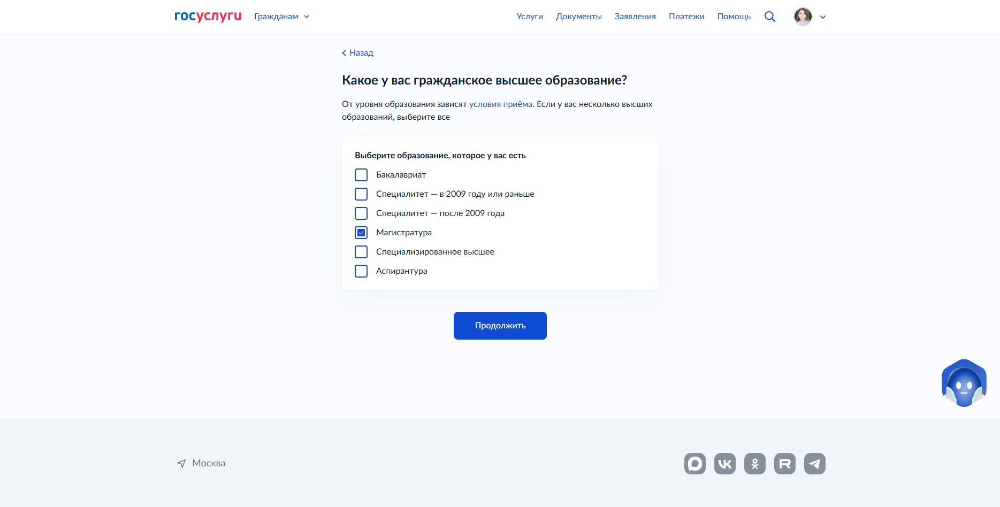 госуслуги
Гражданам
Услуги
Документы
Заявления
Платежи
Помощь
Назад
Какое у вас гражданское высшее образование?
От уровня образования зависят условия приёма. Если у вас несколько высших
образований, выберите все
Выберите образование, которое у вас есть
Бакалавриат
Специалитет — в 2009 году или раньше
Специалитет — после 2009 года
Магистратура
Специализированное высшее
Аспирантура
Продолжить
Москва